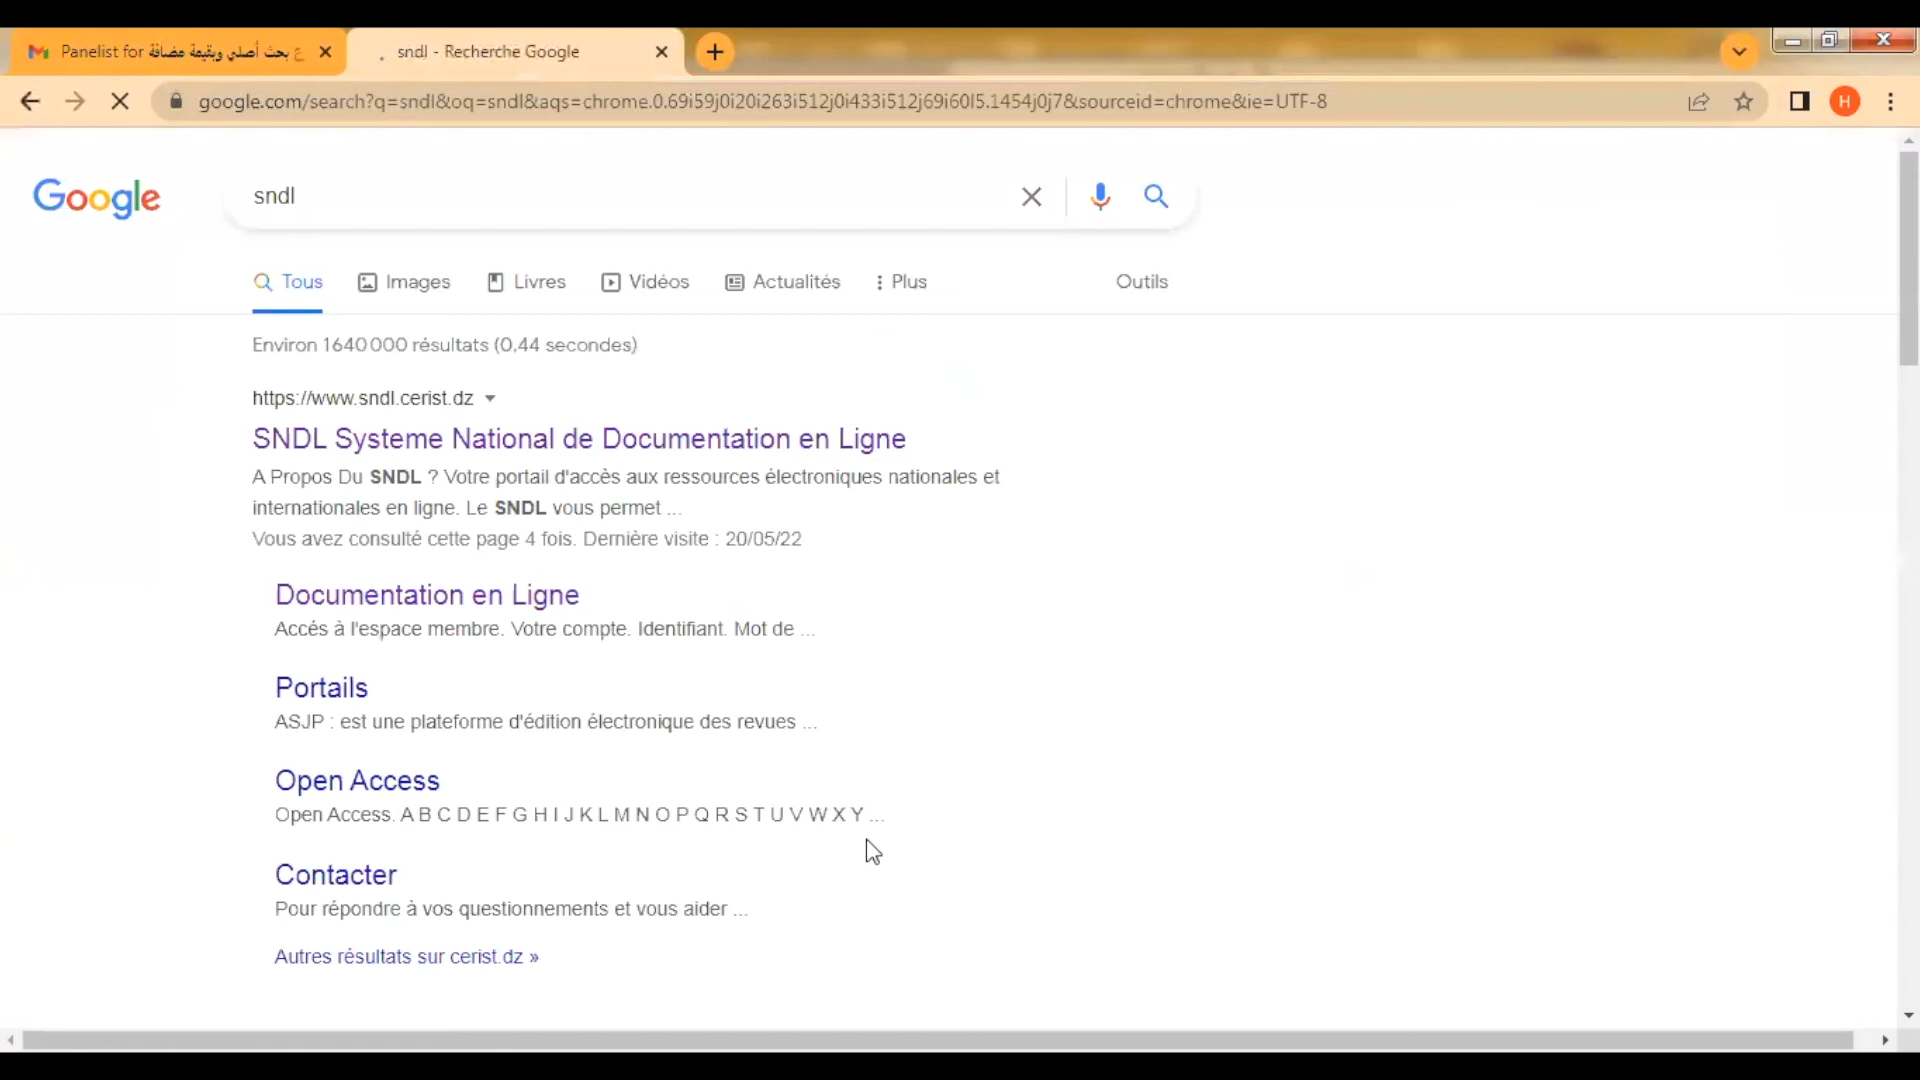 Panelist for ع بحث أصلي وبقيمة مضافة
sndl - Recherche Google
google.com/search?q=sndl&oq=sndl&aqs=chrome.0.69i59j0i20i263i512j0i433i512j69i60l5.1454j0j7&sourceid=chrome&ie=UTF-8
H
Google
sndl
Tous
Images
Livres
Vidéos
Actualités
Plus
Outils
Environ 1 640 000 résultats (0,44 secondes)
https://www.sndl.cerist.dz
SNDL Systeme National de Documentation en Ligne
A Propos Du SNDL ? Votre portail d'accès aux ressources électroniques nationales et
internationales en ligne. Le SNDL vous permet ...
Vous avez consulté cette page 4 fois. Dernière visite : 20/05/22
Documentation en Ligne
Accés à l'espace membre. Votre compte. Identifiant. Mot de ...
Portails
ASJP : est une plateforme d'édition électronique des revues ...
Open Access
Open Access. A B C D E F G H I J K L M N O P Q R S T U V W X Y ...
Contacter
Pour répondre à vos questionnements et vous aider ...
Autres résultats sur cerist.dz »